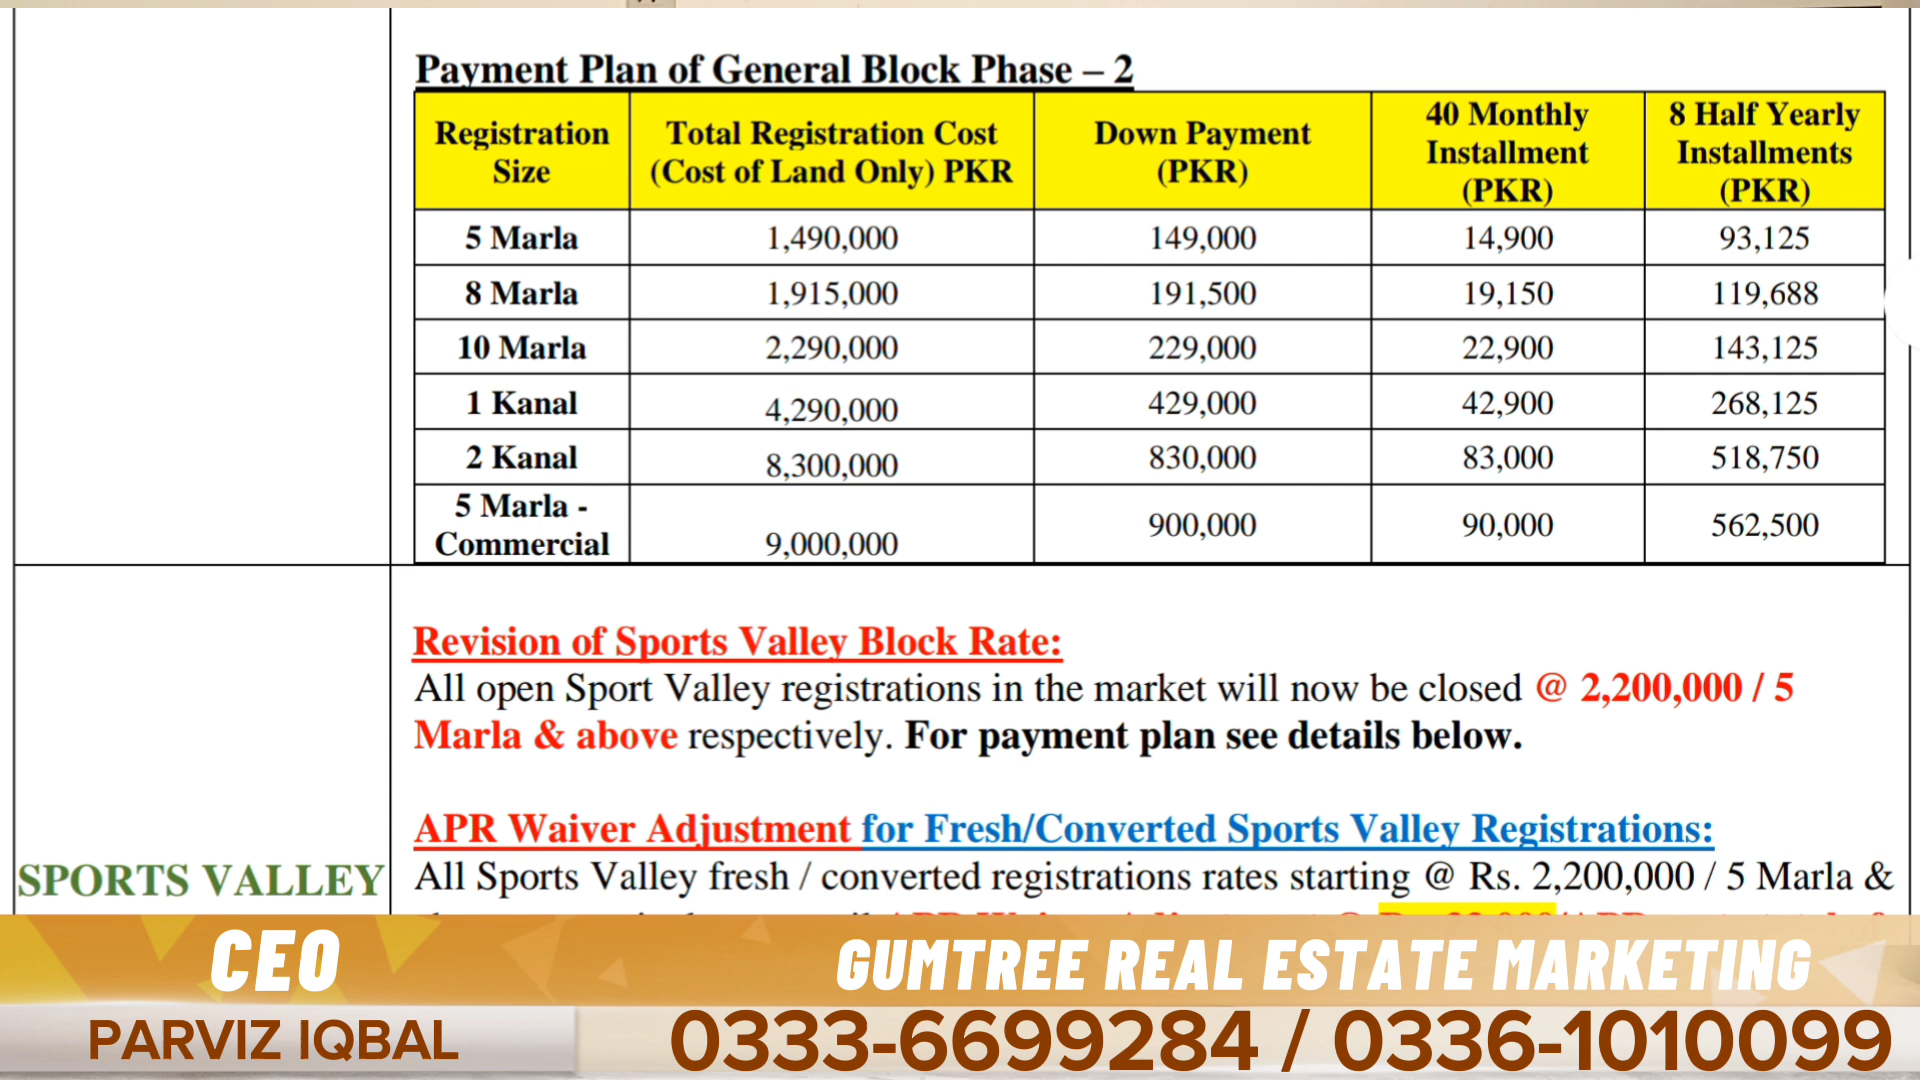 Payment Plan of General Block Phase – 2
Registration Size | Total Registration Cost (Cost of Land Only) PKR | Down Payment (PKR) | 40 Monthly Installment (PKR) | 8 Half Yearly Installments (PKR)
5 Marla | 1,490,000 | 149,000 | 14,900 | 93,125
8 Marla | 1,915,000 | 191,500 | 19,150 | 119,688
10 Marla | 2,290,000 | 229,000 | 22,900 | 143,125
1 Kanal | 4,290,000 | 429,000 | 42,900 | 268,125
2 Kanal | 8,300,000 | 830,000 | 83,000 | 518,750
5 Marla - Commercial | 9,000,000 | 900,000 | 90,000 | 562,500
Revision of Sports Valley Block Rate:
All open Sport Valley registrations in the market will now be closed @ 2,200,000 / 5
Marla & above respectively. For payment plan see details below.
APR Waiver Adjustment for Fresh/Converted Sports Valley Registrations:
SPORTS VALLEY
All Sports Valley fresh / converted registrations rates starting @ Rs. 2,200,000 / 5 Marla &
CEO
GUMTREE REAL ESTATE MARKETING
PARVIZ IQBAL
0333-6699284 / 0336-1010099